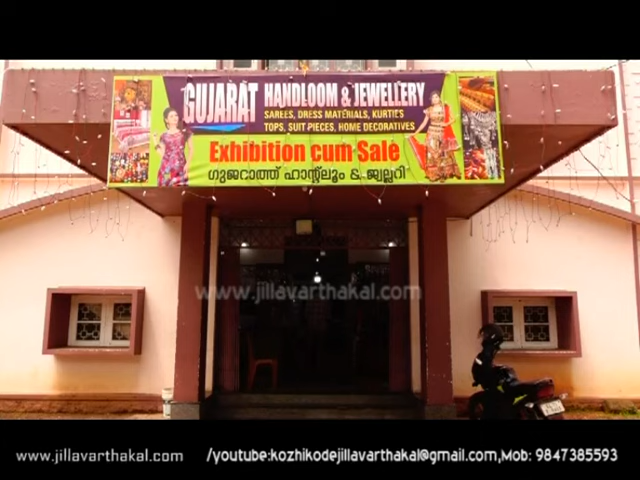 GUJARAT HANDLOOM & JEWELLERY
SAREES, DRESS MATERIALS, KURTIES
TOPS, SUIT PIECES, HOME DECORATIVES
Exhibition cum Sale
ഗുജറാത്ത് ഹാന്റ്ലൂം & ജ്വല്ലറി
www.jillavarthakal.com
www.jillavarthakal.com /youtube:kozhikodejillavarthakal@gmail.com,Mob: 9847385593